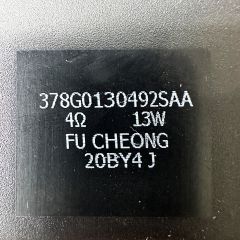 378G0130492SAA
4Ω 13W
FU CHEONG
20BY4 J